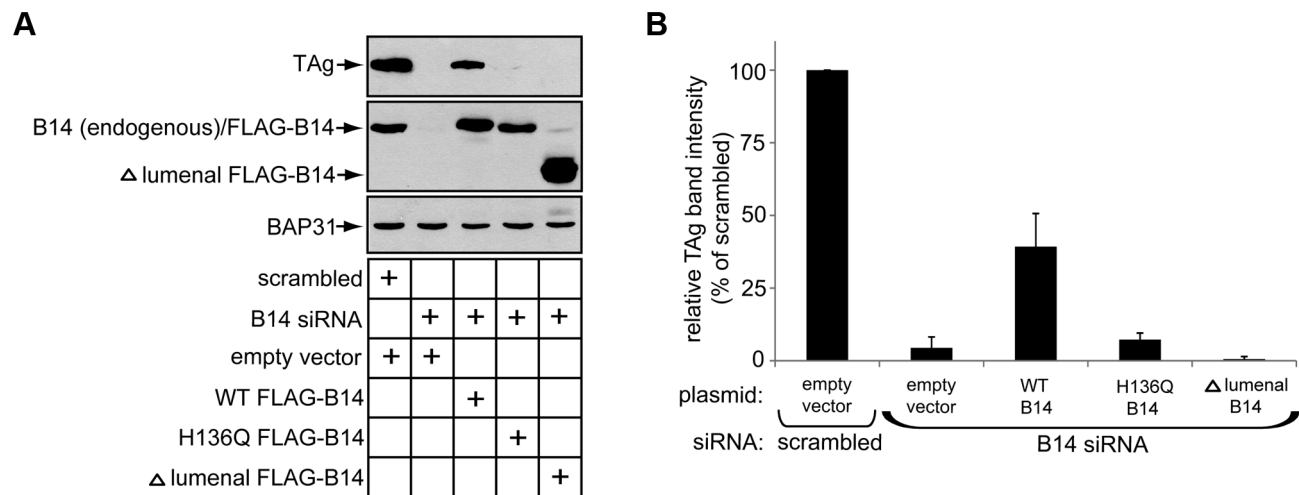 A
TAg
B14 (endogenous)/FLAG-B14
Δ lumenal FLAG-B14
BAP31
scrambled + 
B14 siRNA + + + +
empty vector + +
WT FLAG-B14 +
H136Q FLAG-B14 +
Δ lumenal FLAG-B14 +
B
relative TAg band intensity
(% of scrambled)
100
75
50
25
0
plasmid: empty vector empty vector WT B14 H136Q B14 Δ lumenal B14
siRNA: scrambled B14 siRNA